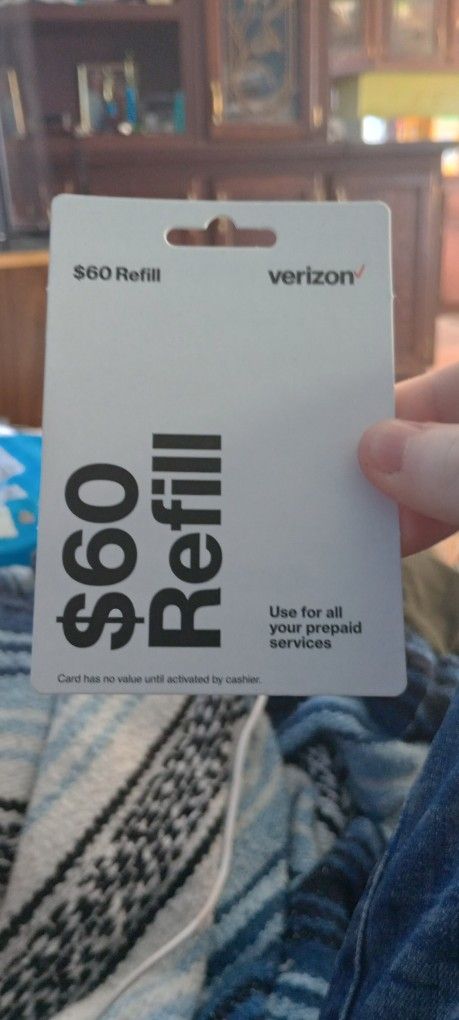 $60 Refill
verizon
$60
Refill
Use for all
your prepaid
services
Card has no value until activated by cashier.